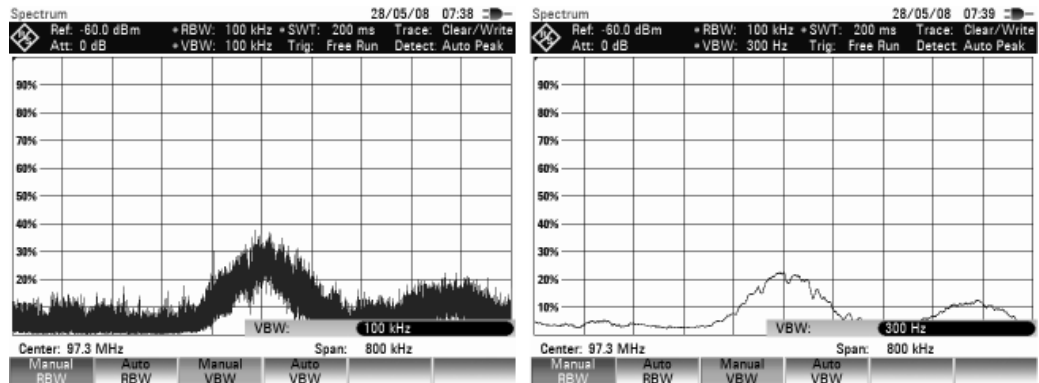 Spectrum 28/05/08 07:38
Ref: -60.0 dBm • RBW: 100 kHz • SWT: 200 ms Trace: Clear/Write
Att: 0 dB • VBW: 100 kHz Trig: Free Run Detect: Auto Peak
90%
80%
70%
60%
50%
40%
30%
20%
VBW: 100 kHz
Center: 97.3 MHz Span: 800 kHz
Manual RBW
Auto RBW
Manual VBW
Auto VBW
Spectrum 28/05/08 07:39
Ref: -60.0 dBm • RBW: 100 kHz • SWT: 200 ms Trace: Clear/Write
Att: 0 dB • VBW: 300 Hz Trig: Free Run Detect: Auto Peak
90%
80%
70%
60%
50%
40%
30%
20%
10%
VBW: 300 Hz
Center: 97.3 MHz Span: 800 kHz
Manual RBW
Auto RBW
Manual VBW
Auto VBW